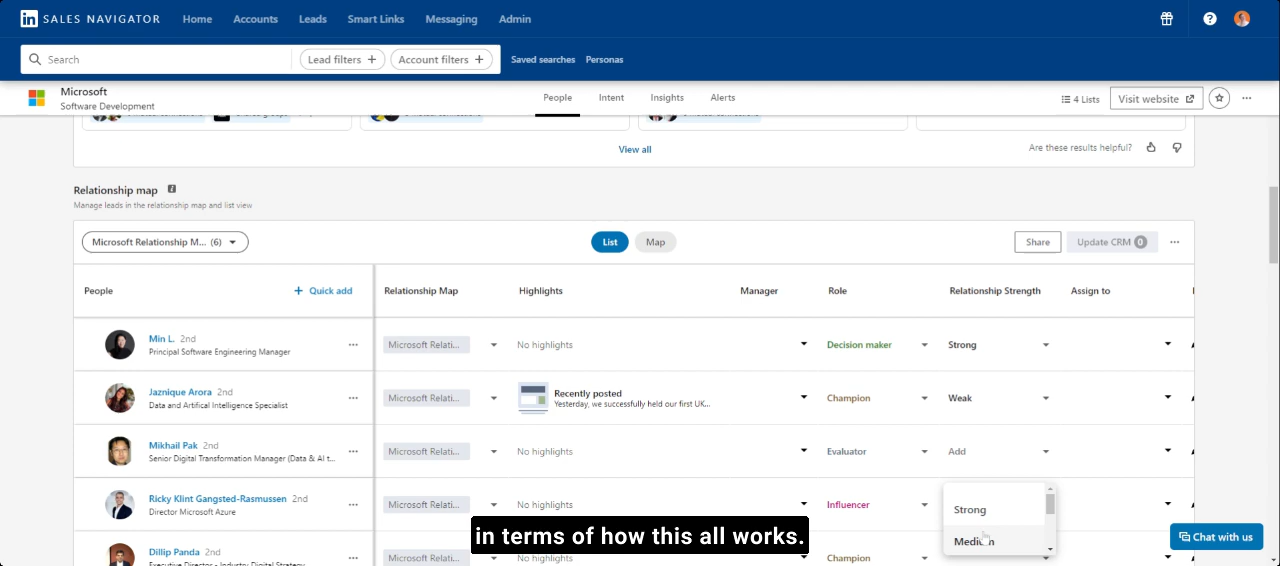 in SALES NAVIGATOR Home Accounts Leads Smart Links Messaging Admin
Search Lead filters + Account filters + Saved searches Personas
Microsoft
Software Development
People Intent Insights Alerts
4 Lists Visit website
View all
Are these results helpful?
Relationship map
Manage leads in the relationship map and list view
Microsoft Relationship M... (6) List Map Share Update CRM 0
People + Quick add Relationship Map Highlights Manager Role Relationship Strength Assign to
Min L. 2nd
Principal Software Engineering Manager
Microsoft Relati... No highlights Decision maker Strong
Jaznique Arora 2nd
Data and Artifical Intelligence Specialist
Microsoft Relati... Recently posted
Yesterday, we successfully held our first UK...
Champion Weak
Mikhail Pak 2nd
Senior Digital Transformation Manager (Data & AI t...
Microsoft Relati... No highlights Evaluator Add
Ricky Klint Gangsted-Rasmussen 2nd
Director Microsoft Azure
Microsoft Relati... No highlights Influencer
Strong
Medium
in terms of how this all works.
Dillip Panda 2nd
Executive Director - Industry Digital Strategy
Microsoft Relati... No highlights Champion
Chat with us